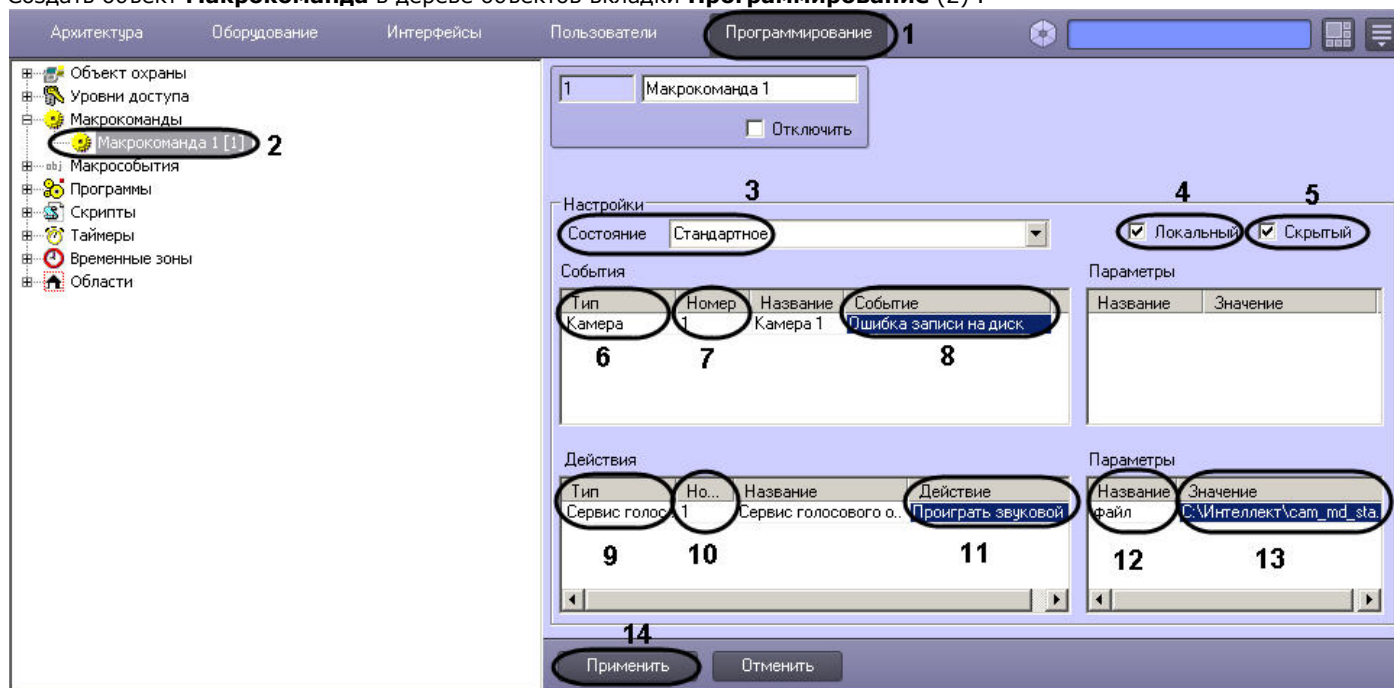 Создать объект Макрокоманда в дереве объектов вкладки Программирование (2) .
Архитектура Оборудование Интерфейсы Пользователи Программирование 1
Объект охраны
Уровни доступа
Макрокоманды
Макрокоманда 1 [1] 2
obj Макрособытия
Программы
Скрипты
Таймеры
Временные зоны
Области
1 Макрокоманда 1
Отключить
3 4 5
Настройки
Состояние Стандартное Локальный Скрытый
События Параметры
Тип Номер Название Событие Название Значение
Камера 1 Камера 1 Ошибка записи на диск
6 7 8
Действия Параметры
Тип Но... Название Действие Название Значение
Сервис голос 1 Сервис голосового о.. Проиграть звуковой файл C:\Интеллект\cam_md_sta.
9 10 11 12 13
14
Применить Отменить